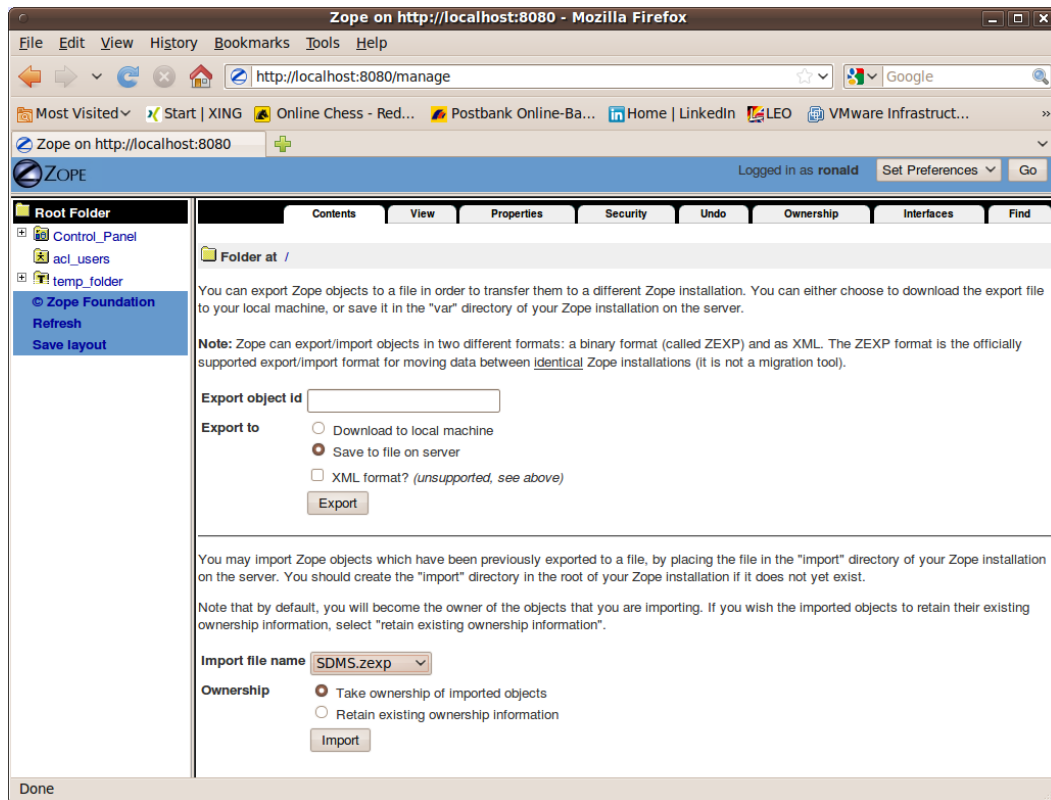 Zope on http://localhost:8080 - Mozilla Firefox
File Edit View History Bookmarks Tools Help
http://localhost:8080/manage
Google
Most Visited Start | XING Online Chess - Red... Postbank Online-Ba... Home | LinkedIn LEO VMware Infrastruct... »
Zope on http://localhost:8080
ZOPE Logged in as ronald Set Preferences Go
Root Folder
Control_Panel
acl_users
temp_folder
© Zope Foundation
Refresh
Save layout
Contents View Properties Security Undo Ownership Interfaces Find
Folder at /
You can export Zope objects to a file in order to transfer them to a different Zope installation. You can either choose to download the export file
to your local machine, or save it in the "var" directory of your Zope installation on the server.
Note: Zope can export/import objects in two different formats: a binary format (called ZEXP) and as XML. The ZEXP format is the officially
supported export/import format for moving data between identical Zope installations (it is not a migration tool).
Export object id
Export to
Download to local machine
Save to file on server
XML format? (unsupported, see above)
Export
You may import Zope objects which have been previously exported to a file, by placing the file in the "import" directory of your Zope installation
on the server. You should create the "import" directory in the root of your Zope installation if it does not yet exist.
Note that by default, you will become the owner of the objects that you are importing. If you wish the imported objects to retain their existing
ownership information, select "retain existing ownership information".
Import file name SDMS.zexp
Ownership
Take ownership of imported objects
Retain existing ownership information
Import
Done